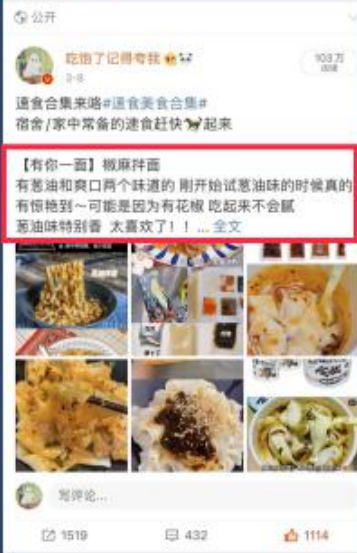 公开
吃饱了记得夸我
103万
阅读
3-8
速食合集来咯#速食美食合集#
宿舍/家中常备的速食赶快🐎起来
【有你一面】椒麻拌面
有葱油和爽口两个味道的 刚开始试葱油味的时候真的
有惊艳到~可能是因为有花椒 吃起来不会腻
葱油味特别香 太喜欢了！！... 全文
写评论...
1519
432
1114